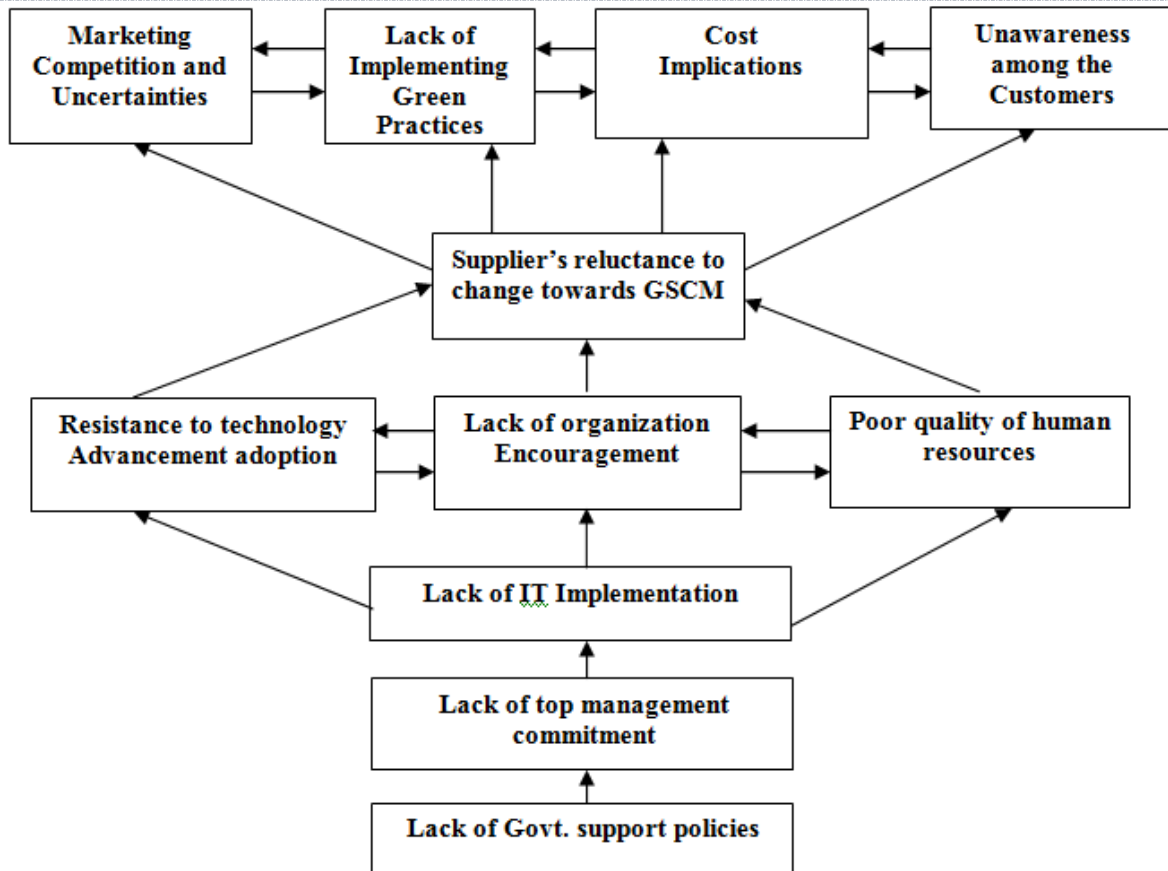 Marketing
Competition and
Uncertainties
Lack of
Implementing
Green
Practices
Cost
Implications
Unawareness
among the
Customers
Supplier’s reluctance to
change towards GSCM
Resistance to technology
Advancement adoption
Lack of organization
Encouragement
Poor quality of human
resources
Lack of IT Implementation
Lack of top management
commitment
Lack of Govt. support policies